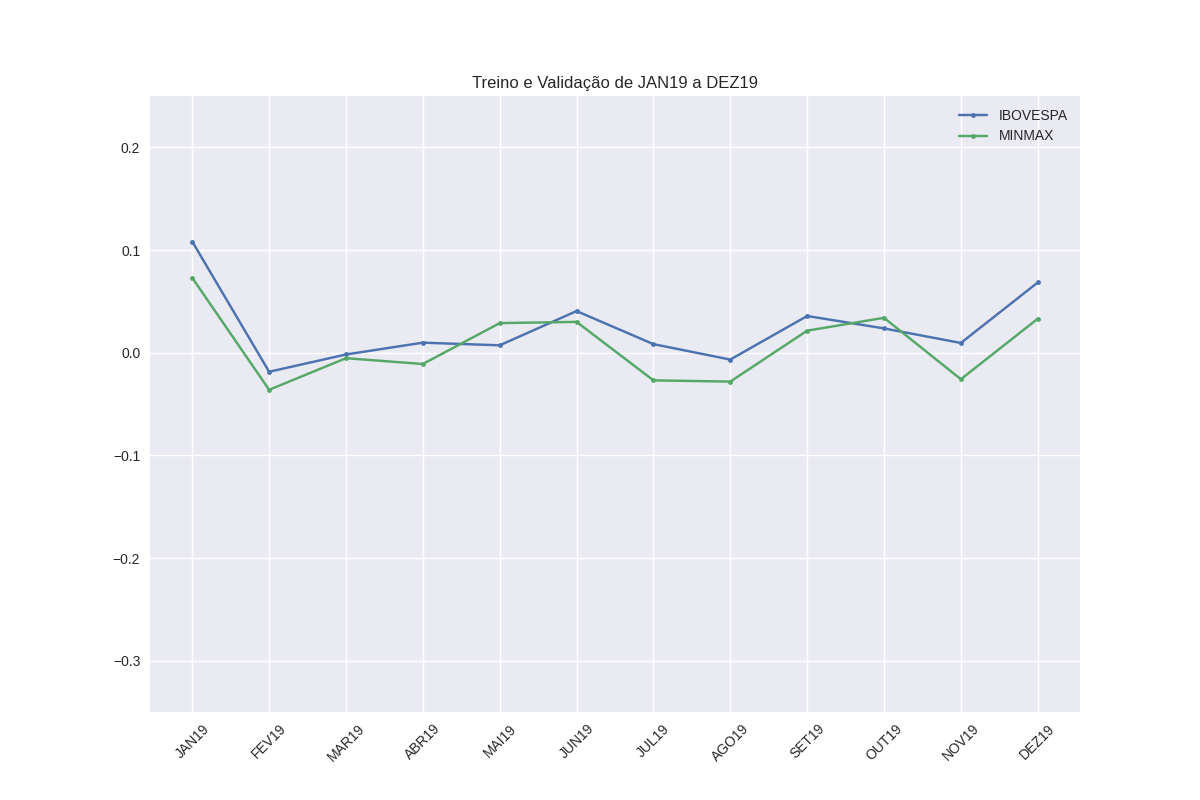 Treino e Validação de JAN19 a DEZ19
IBOVESPA
MINMAX
0.2
0.1
0.0
−0.1
−0.2
−0.3
JAN19
FEV19
MAR19
ABR19
MAI19
JUN19
JUL19
AGO19
SET19
OUT19
NOV19
DEZ19